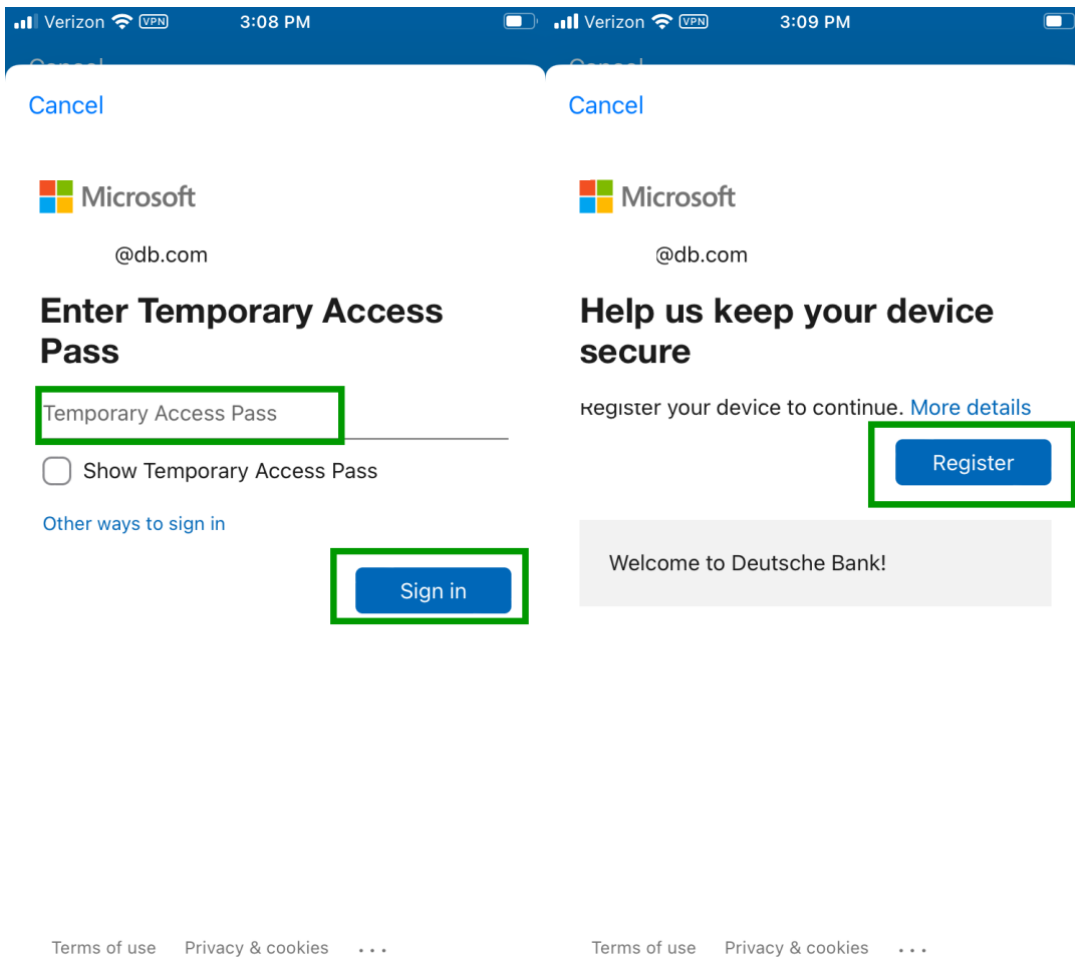 Verizon VPN 3:08 PM
Cancel
Cancel
Microsoft
@db.com
Enter Temporary Access
Pass
Temporary Access Pass
Show Temporary Access Pass
Other ways to sign in
Sign in
Terms of use Privacy & cookies ...
Verizon VPN 3:09 PM
Cancel
Cancel
Microsoft
@db.com
Help us keep your device
secure
Register your device to continue. More details
Register
Welcome to Deutsche Bank!
Terms of use Privacy & cookies ...